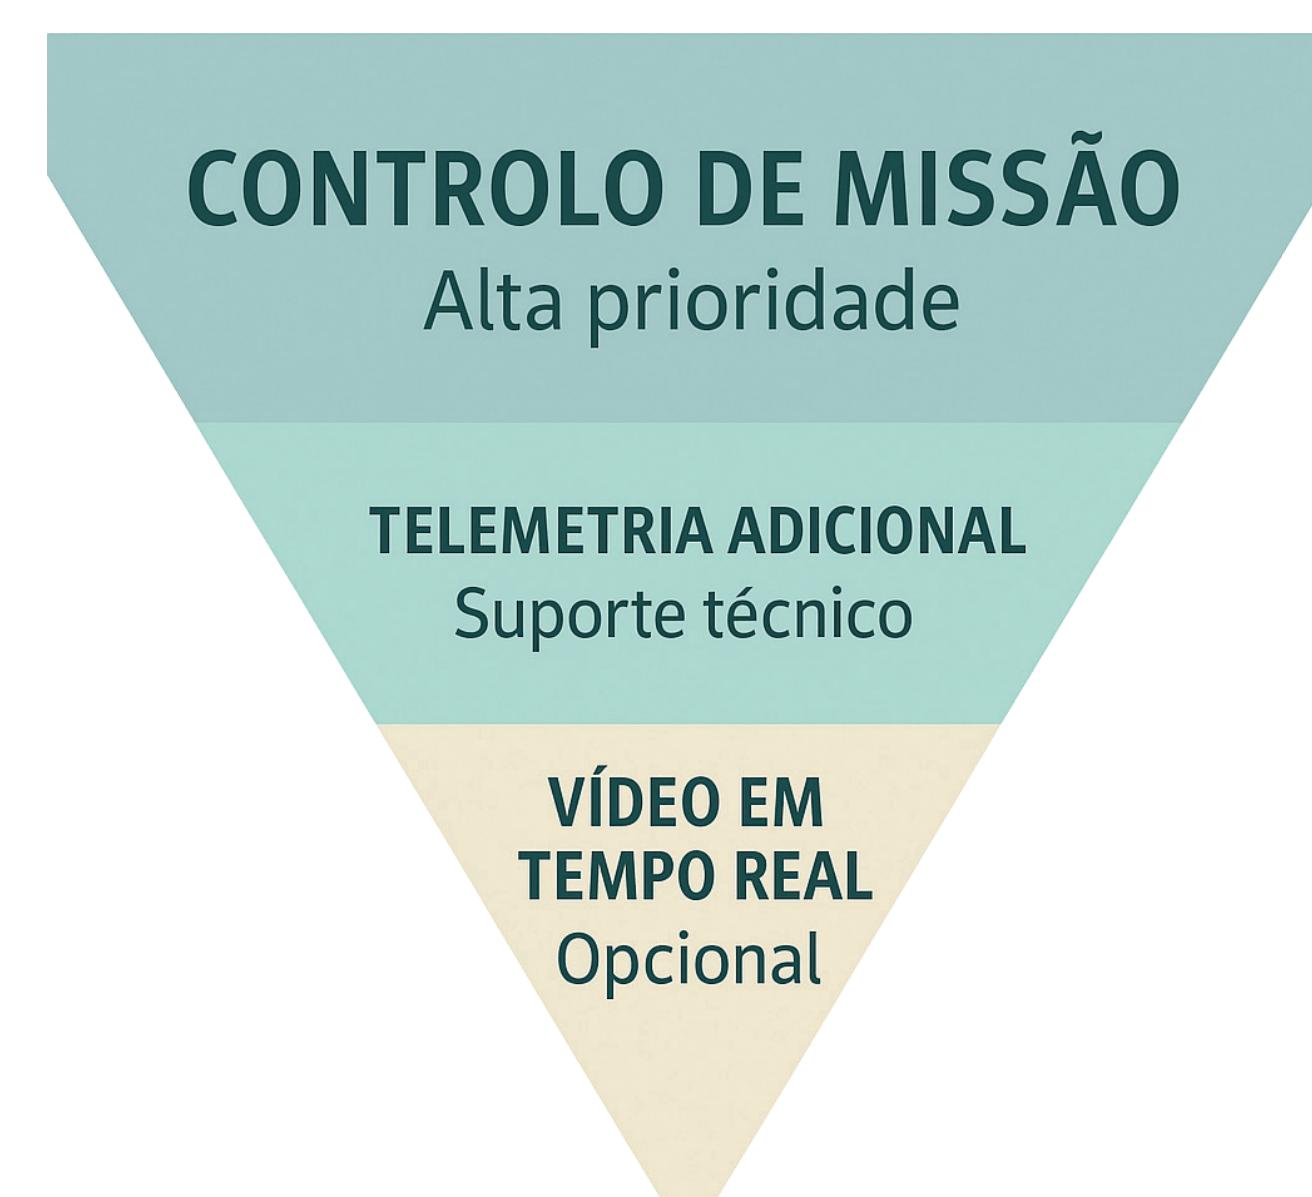 CONTROLO DE MISSÃO
Alta prioridade
TELEMETRIA ADICIONAL
Suporte técnico
VÍDEO EM
TEMPO REAL
Opcional